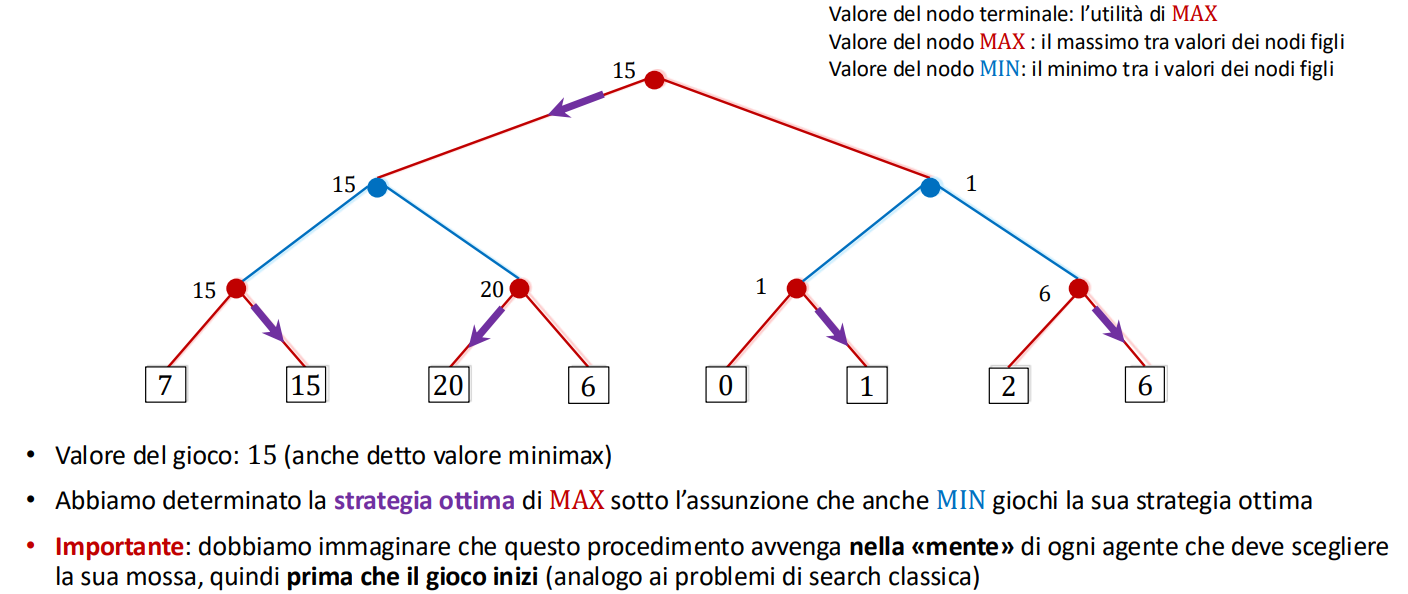 Valore del nodo terminale: l'utilità di MAX
Valore del nodo MAX : il massimo tra valori dei nodi figli
Valore del nodo MIN: il minimo tra i valori dei nodi figli
15
15
1
15
20
1
6
7
15
20
6
0
1
2
6
• Valore del gioco: 15 (anche detto valore minimax)
• Abbiamo determinato la strategia ottima di MAX sotto l'assunzione che anche MIN giochi la sua strategia ottima
• Importante: dobbiamo immaginare che questo procedimento avvenga nella «mente» di ogni agente che deve scegliere
la sua mossa, quindi prima che il gioco inizi (analogo ai problemi di search classica)